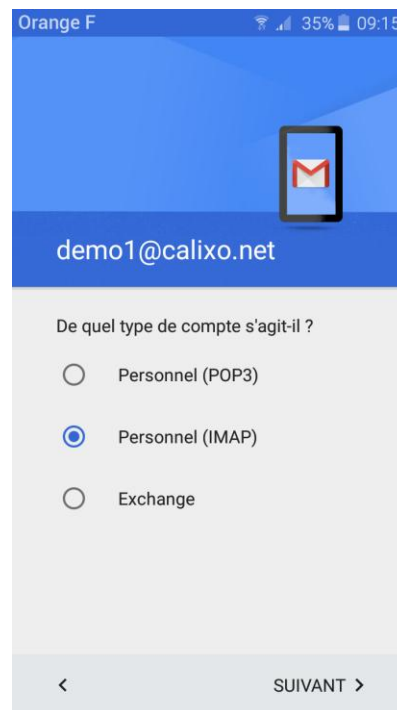 Orange F 35% 09:15
demo1@calixo.net
De quel type de compte s'agit-il ?
Personnel (POP3)
Personnel (IMAP)
Exchange
SUIVANT